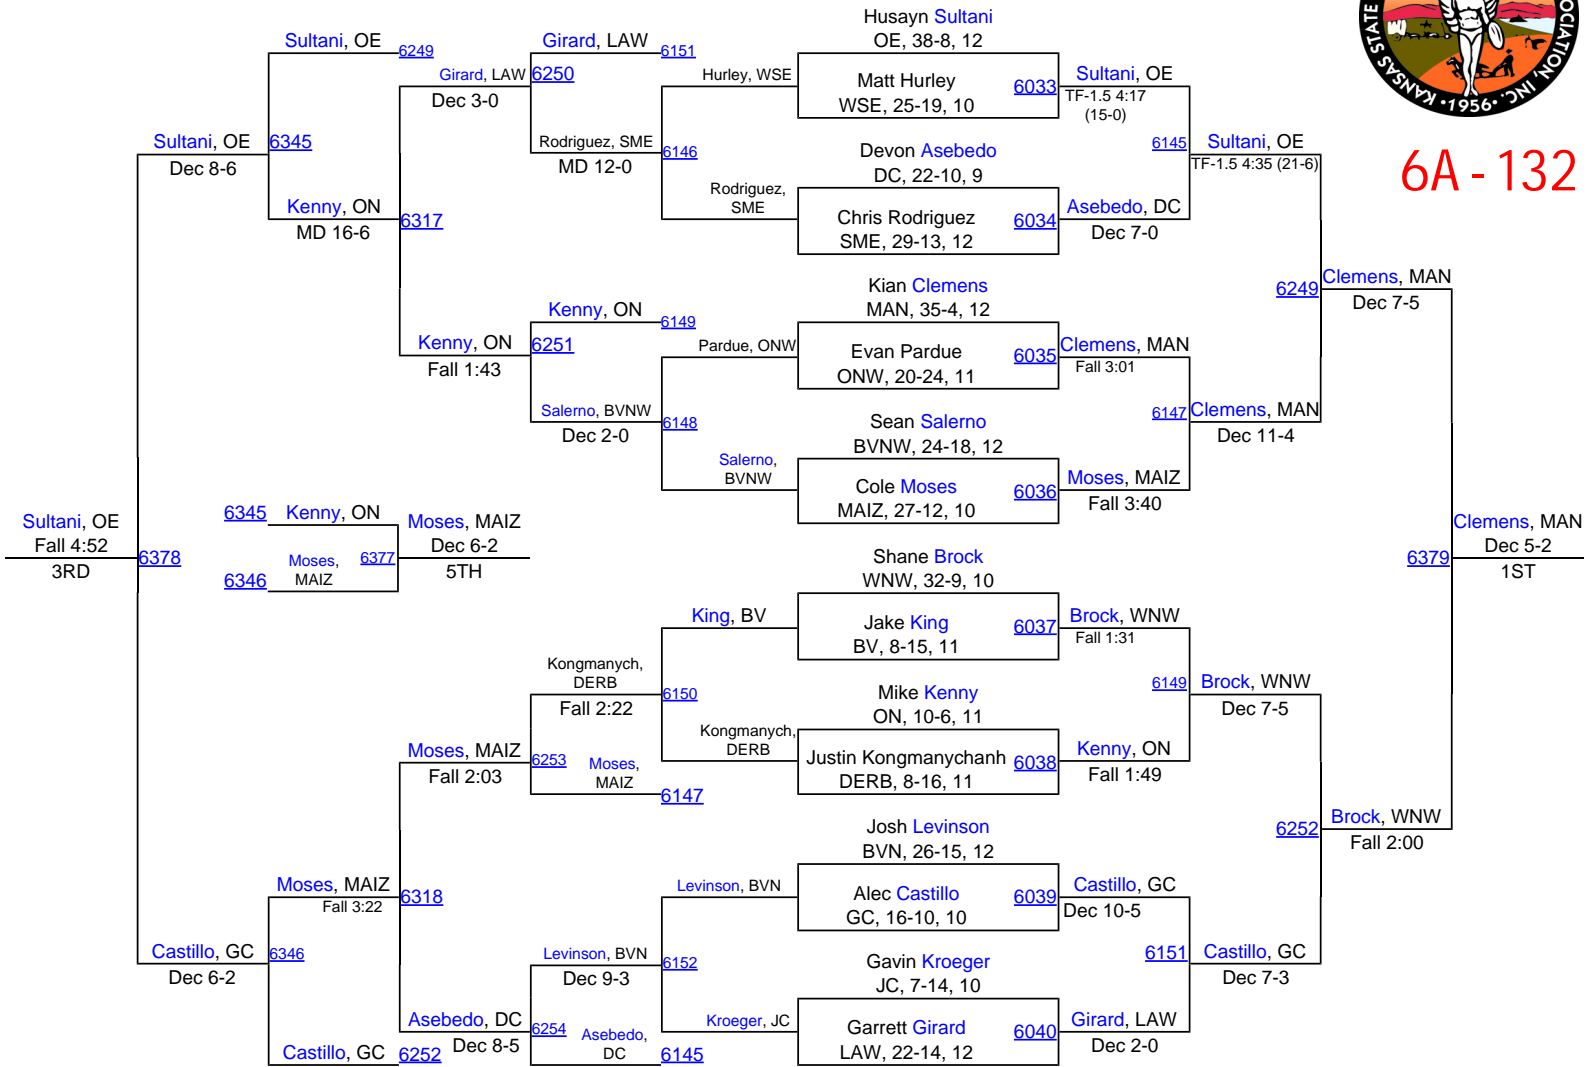 KANSAS STATE
OCIATION, INC.
•1956•
6A - 132
Husayn Sultani
OE, 38-8, 12
Matt Hurley
WSE, 25-19, 10
6033
Devon Asebedo
DC, 22-10, 9
Chris Rodriguez
SME, 29-13, 12
6034
Kian Clemens
MAN, 35-4, 12
Evan Pardue
ONW, 20-24, 11
6035
Sean Salerno
BVNW, 24-18, 12
Cole Moses
MAIZ, 27-12, 10
6036
Shane Brock
WNW, 32-9, 10
Jake King
BV, 8-15, 11
6037
Mike Kenny
ON, 10-6, 11
Justin Kongmanychanh
DERB, 8-16, 11
6038
Josh Levinson
BVN, 26-15, 12
Alec Castillo
GC, 16-10, 10
6039
Gavin Kroeger
JC, 7-14, 10
Garrett Girard
LAW, 22-14, 12
6040
Sultani, OE
TF-1.5 4:17
(15-0)
6145
Asebedo, DC
Dec 7-0
Clemens, MAN
Fall 3:01
6147
Moses, MAIZ
Fall 3:40
Brock, WNW
Fall 1:31
6149
Kenny, ON
Fall 1:49
Castillo, GC
Dec 10-5
6151
Girard, LAW
Dec 2-0
Sultani, OE
TF-1.5 4:35 (21-6)
6249
Clemens, MAN
Dec 11-4
Brock, WNW
Dec 7-5
6252
Castillo, GC
Dec 7-3
Clemens, MAN
Dec 7-5
6379
Brock, WNW
Fall 2:00
Clemens, MAN
Dec 5-2
1ST
Hurley, WSE
6146
Rodriguez,
SME
Pardue, ONW
6148
Salerno,
BVNW
King, BV
6150
Kongmanych,
DERB
Levinson, BVN
6152
Kroeger, JC
Girard, LAW
6151
6250
Rodriguez, SME
MD 12-0
Kenny, ON
6149
6251
Salerno, BVNW
Dec 2-0
Kongmanych,
DERB
Fall 2:22
6253
Moses,
MAIZ
6147
Levinson, BVN
Dec 9-3
6254
Asebedo,
DC
6145
Girard, LAW
Dec 3-0
6317
Kenny, ON
Fall 1:43
Moses, MAIZ
Fall 2:03
6318
Asebedo, DC
Dec 8-5
Sultani, OE
6249
6345
Kenny, ON
MD 16-6
Moses, MAIZ
Fall 3:22
6346
Castillo, GC
6252
Sultani, OE
Dec 8-6
6378
Castillo, GC
Dec 6-2
Sultani, OE
Fall 4:52
3RD
6345
Kenny, ON
6377
6346
Moses,
MAIZ
Moses, MAIZ
Dec 6-2
5TH